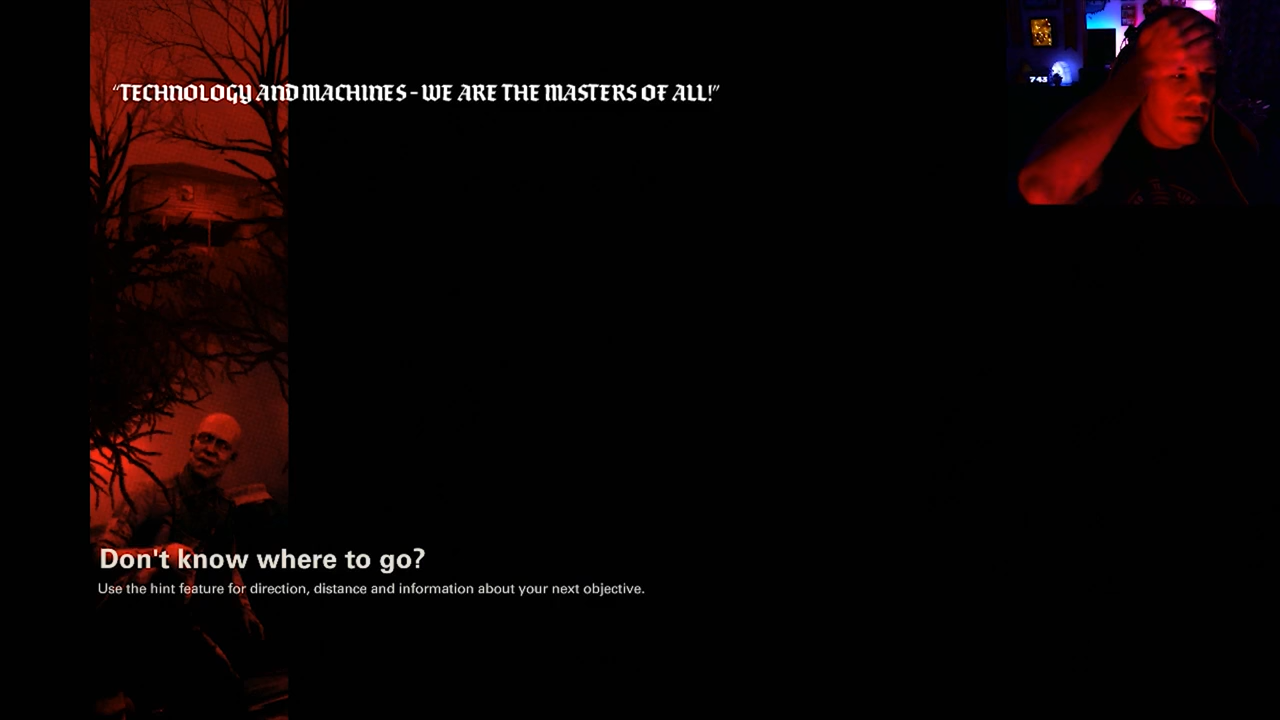 "TECHNOLOGY AND MACHINES - WE ARE THE MASTERS OF ALL!"
743
Don't know where to go?
Use the hint feature for direction, distance and information about your next objective.